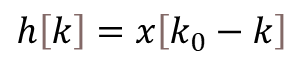 h[k] = x[k₀ − k]